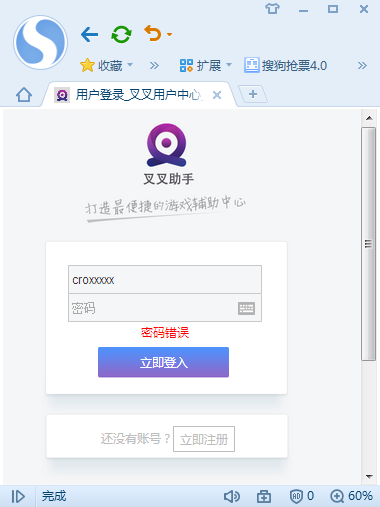 收藏 扩展 搜狗抢票4.0
用户登录_叉叉用户中心
叉叉助手
打造最便捷的游戏辅助中心
croxxxxx
密码
密码错误
立即登入
还没有账号？ 立即注册
完成 0 60%